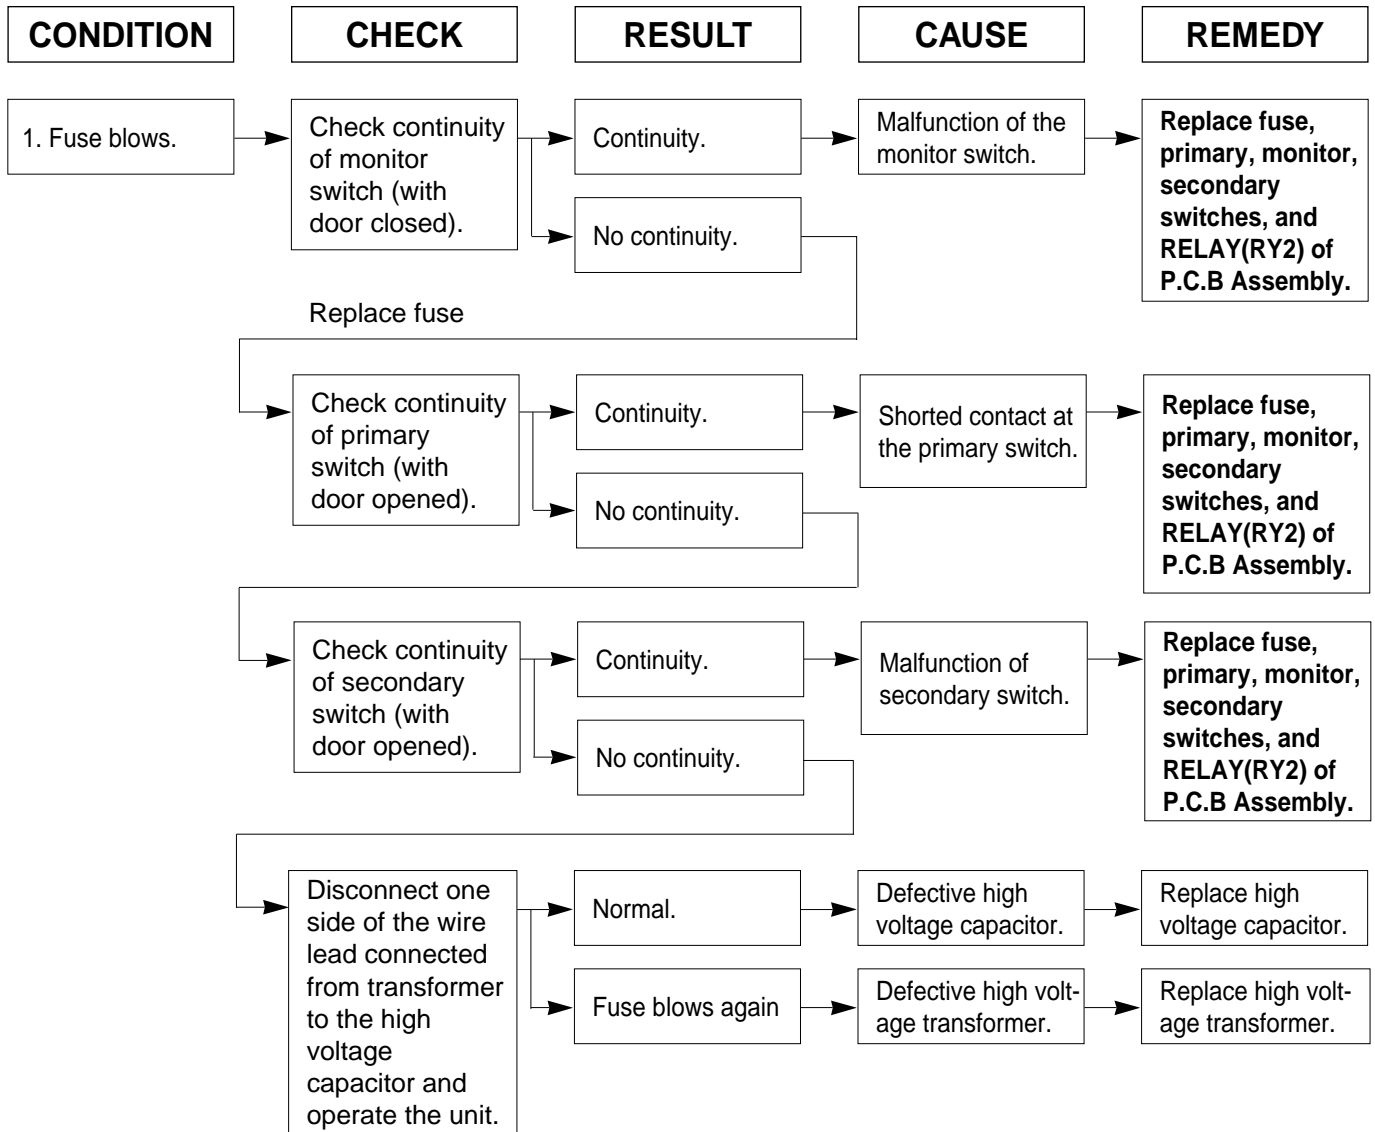 CONDITION
CHECK
RESULT
CAUSE
REMEDY
1. Fuse blows.
Check continuity
of monitor
switch (with
door closed).
Continuity.
Malfunction of the
monitor switch.
Replace fuse,
primary, monitor,
secondary
switches, and
RELAY(RY2) of
P.C.B Assembly.
No continuity.
Replace fuse
Check continuity
of primary
switch (with
door opened).
Continuity.
Shorted contact at
the primary switch.
Replace fuse,
primary, monitor,
secondary
switches, and
RELAY(RY2) of
P.C.B Assembly.
No continuity.
Check continuity
of secondary
switch (with
door opened).
Continuity.
Malfunction of
secondary switch.
Replace fuse,
primary, monitor,
secondary
switches, and
RELAY(RY2) of
P.C.B Assembly.
No continuity.
Disconnect one
side of the wire
lead connected
from transformer
to the high
voltage
capacitor and
operate the unit.
Normal.
Defective high
voltage capacitor.
Replace high
voltage capacitor.
Fuse blows again
Defective high volt-
age transformer.
Replace high volt-
age transformer.